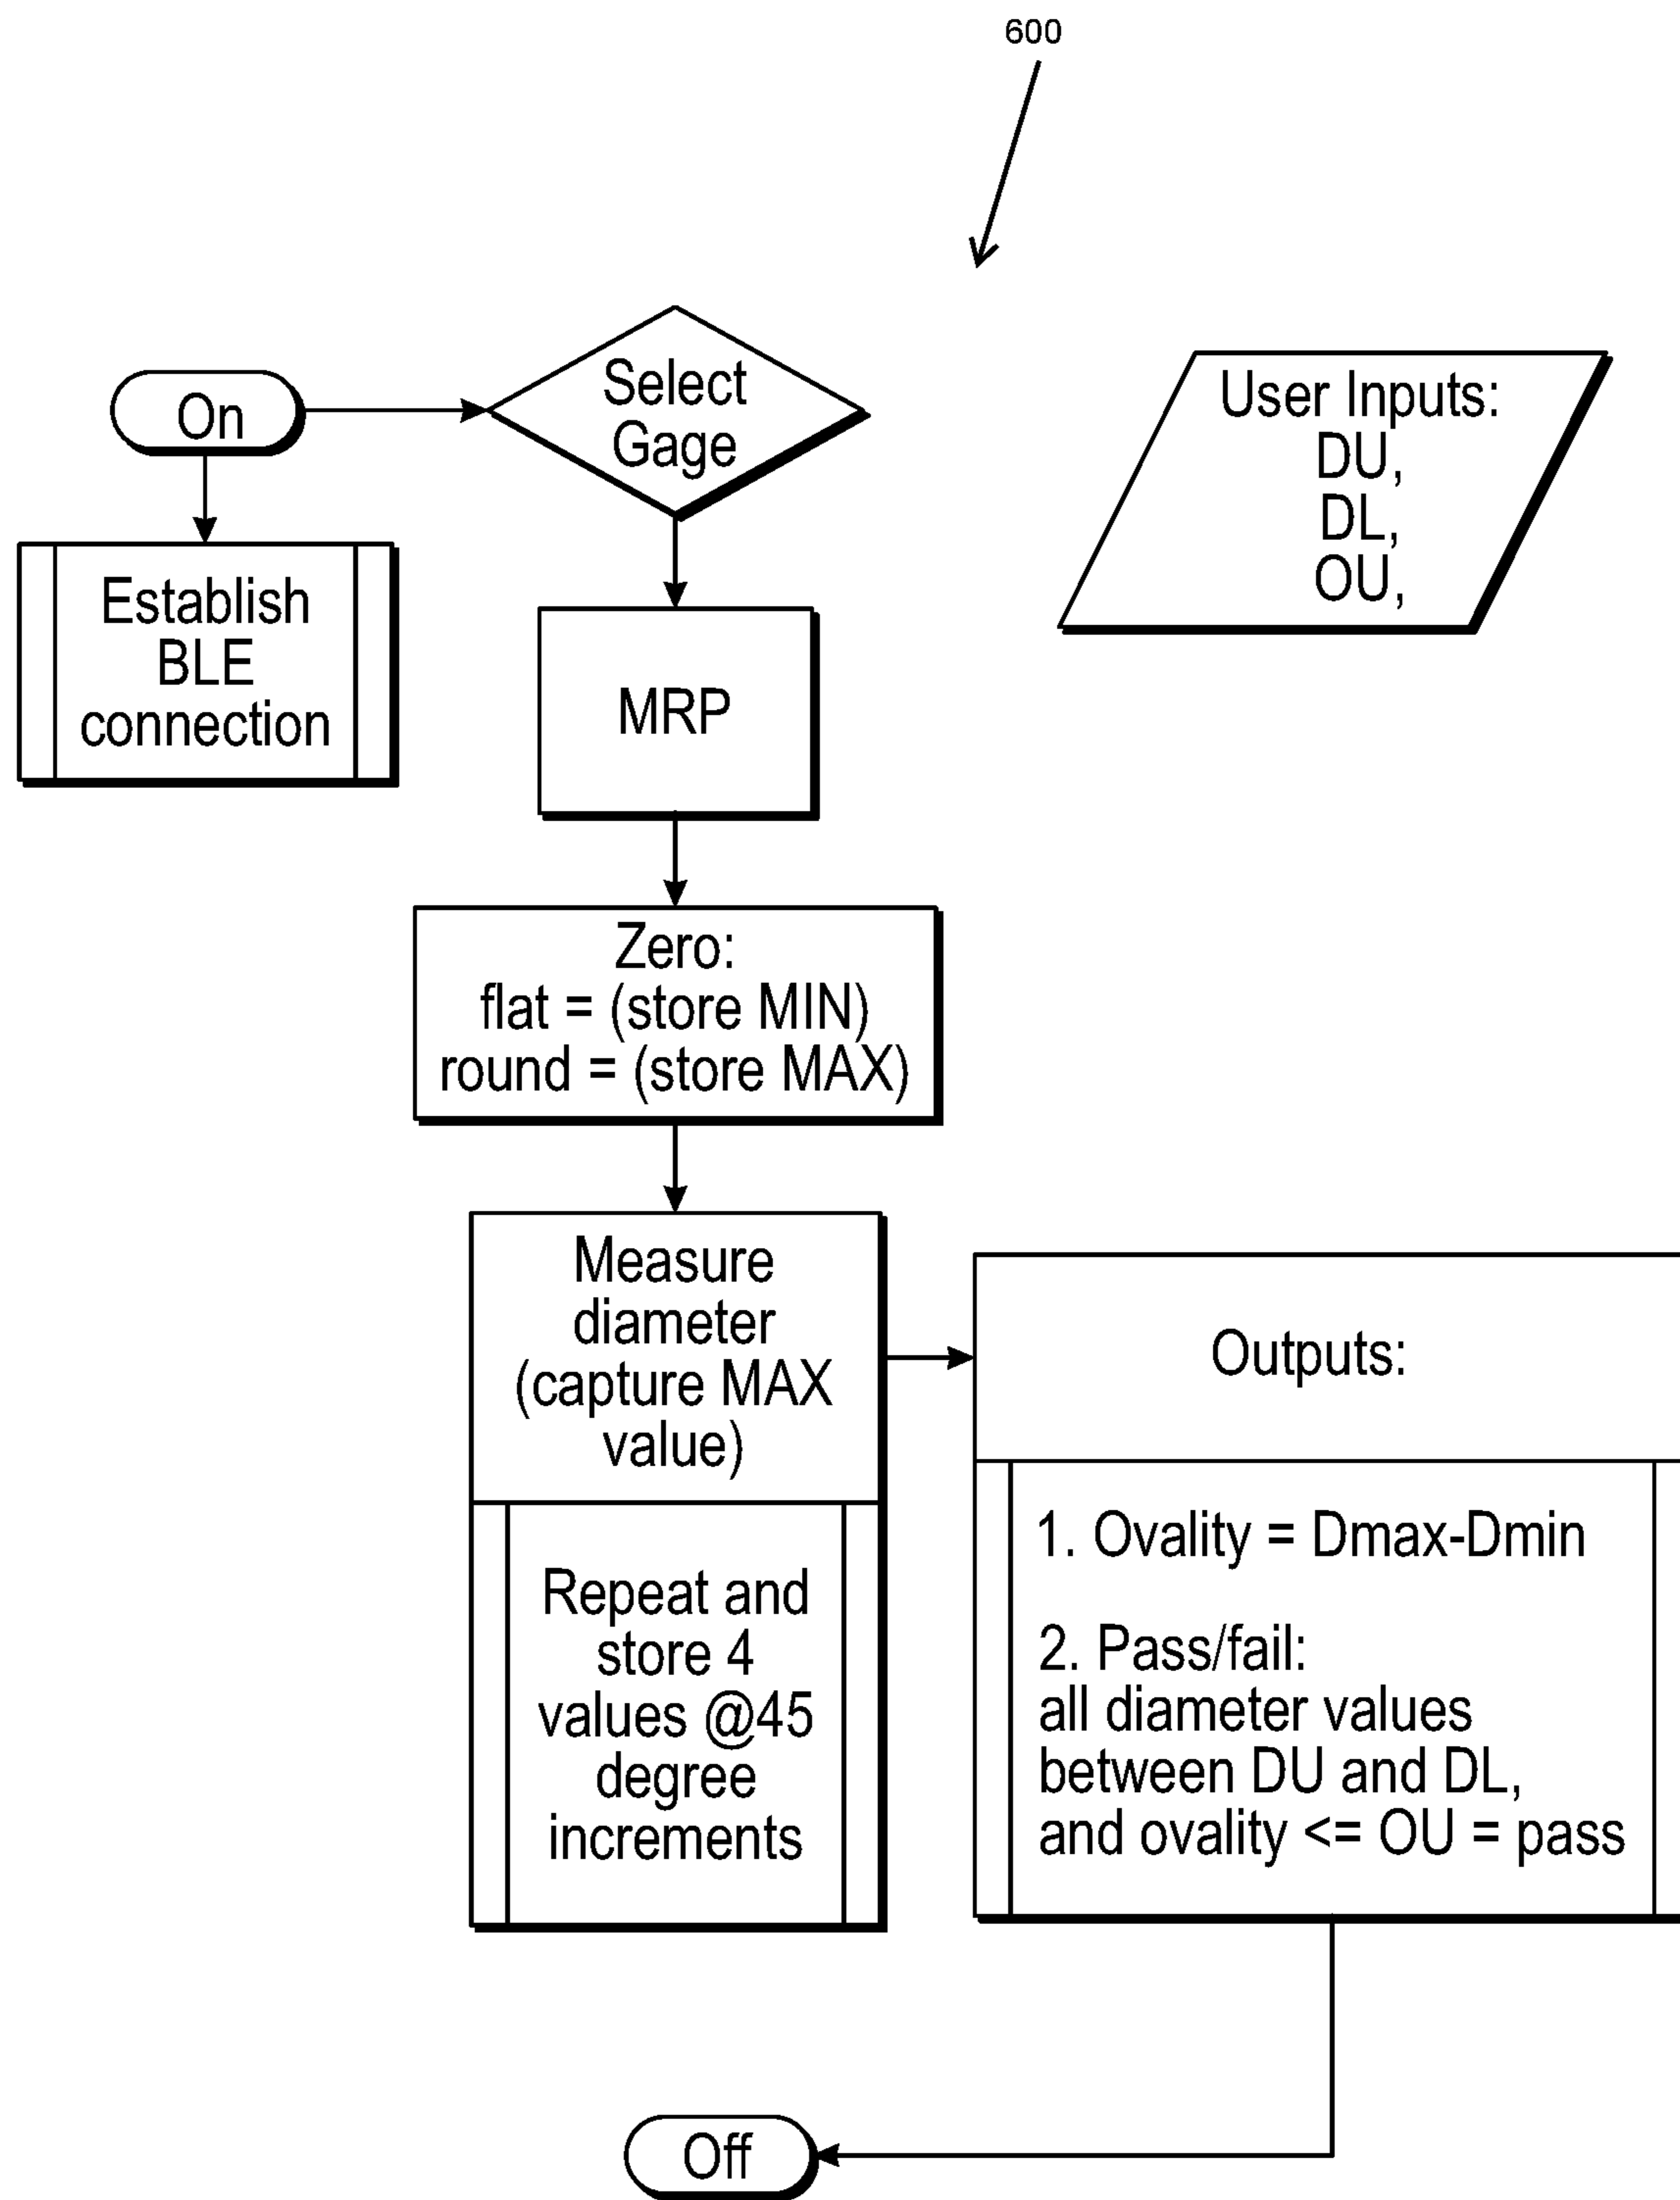 600
On
Select
Gage
User Inputs:
DU,
DL,
OU,
Establish
BLE
connection
MRP
Zero:
flat = (store MIN)
round = (store MAX)
Measure
diameter
(capture MAX
value)
Repeat and
store 4
values @45
degree
increments
Outputs:
1. Ovality = Dmax-Dmin
2. Pass/fail:
all diameter values
between DU and DL,
and ovality <= OU = pass
Off